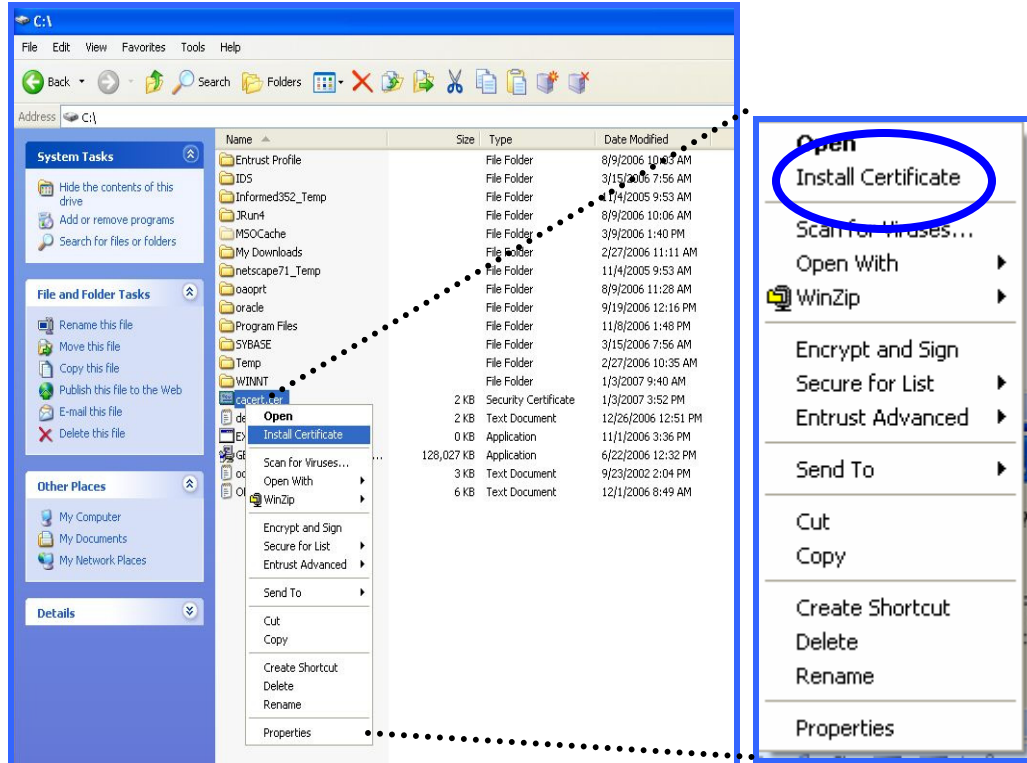 C:\
File Edit View Favorites Tools Help
Back Search Folders
Address C:\
System Tasks
Hide the contents of this
drive
Add or remove programs
Search for files or folders
File and Folder Tasks
Rename this file
Move this file
Copy this file
Publish this file to the Web
E-mail this file
Delete this file
Other Places
My Computer
My Documents
My Network Places
Details
Name Size Type Date Modified
Entrust Profile File Folder 8/9/2006 10:03 AM
IDS File Folder 3/15/2006 7:56 AM
Informed352_Temp File Folder 11/4/2005 9:53 AM
JRun4 File Folder 8/9/2006 10:06 AM
MSOCache File Folder 3/9/2006 1:40 PM
My Downloads File Folder 2/27/2006 11:11 AM
netscape71_Temp File Folder 11/4/2005 9:53 AM
oaoprt File Folder 8/9/2006 11:28 AM
oracle File Folder 9/19/2006 12:16 PM
Program Files File Folder 11/8/2006 1:48 PM
SYBASE File Folder 3/15/2006 7:56 AM
Temp File Folder 2/27/2006 10:35 AM
WINNT File Folder 1/3/2007 9:40 AM
cacert.cer 2 KB Security Certificate 1/3/2007 3:52 PM
2 KB Text Document 12/26/2006 12:51 PM
0 KB Application 11/1/2006 3:36 PM
... 128,027 KB Application 6/22/2006 12:32 PM
3 KB Text Document 9/23/2002 2:04 PM
6 KB Text Document 12/1/2006 8:49 AM
Open
Install Certificate
Scan for Viruses...
Open With
WinZip
Encrypt and Sign
Secure for List
Entrust Advanced
Send To
Cut
Copy
Create Shortcut
Delete
Rename
Properties
Open
Install Certificate
Scan for Viruses...
Open With
WinZip
Encrypt and Sign
Secure for List
Entrust Advanced
Send To
Cut
Copy
Create Shortcut
Delete
Rename
Properties